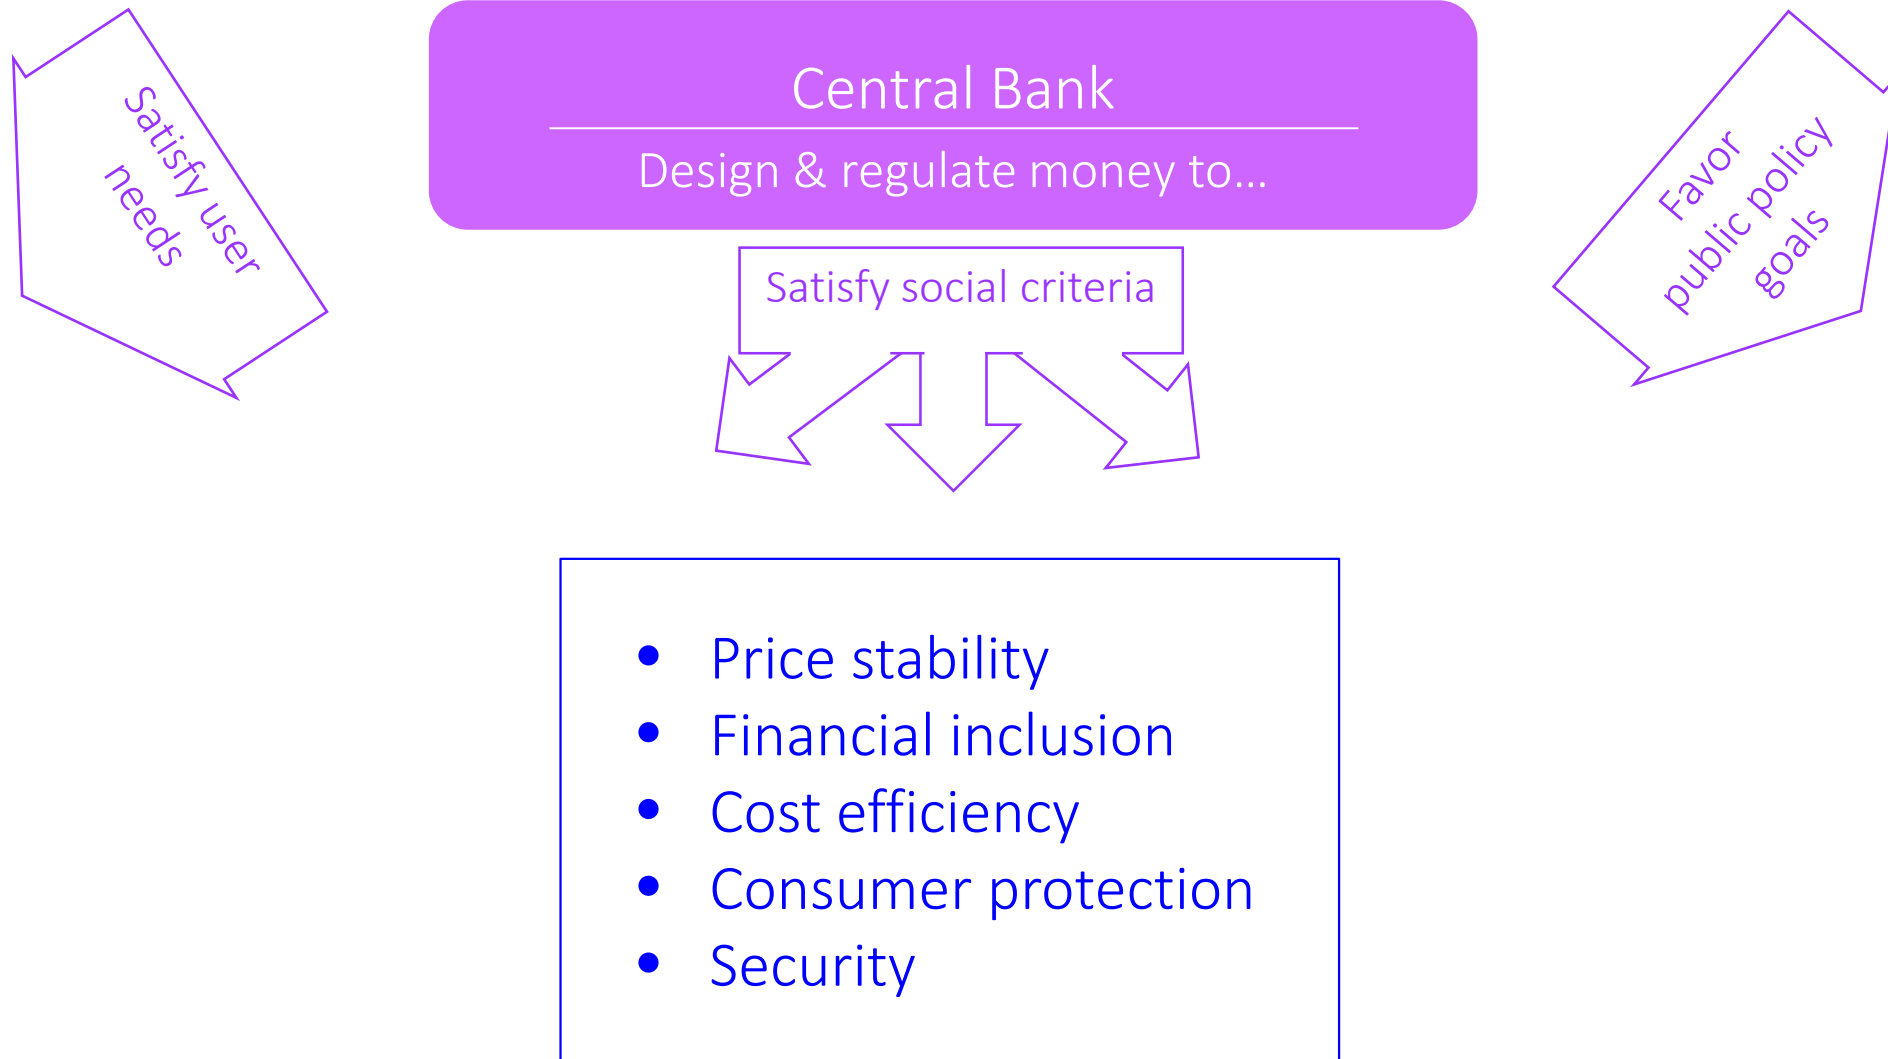 Central Bank
Design & regulate money to...
Satisfy user
needs
Satisfy social criteria
Favor
public policy
goals
• Price stability
• Financial inclusion
• Cost efficiency
• Consumer protection
• Security